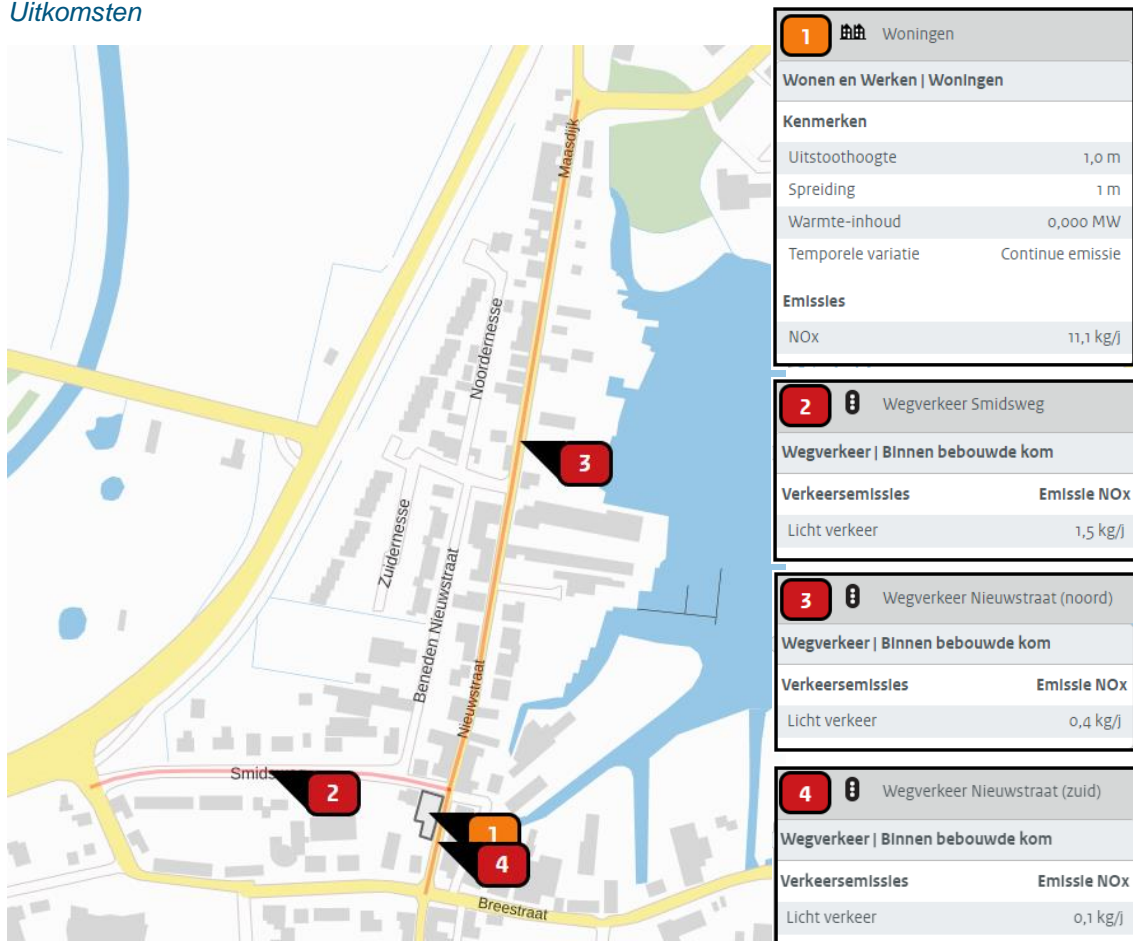 Uitkomsten
1 Woningen
Wonen en Werken | Woningen
Kenmerken
Uitstoothoogte 1,0 m
Spreiding 1 m
Warmte-inhoud 0,000 MW
Temporele variatie Continue emissie
Emissies
NOx 11,1 kg/j
2 Wegverkeer Smidsweg
Wegverkeer | Binnen bebouwde kom
Verkeersemissies Emissie NOx
Licht verkeer 1,5 kg/j
3 Wegverkeer Nieuwstraat (noord)
Wegverkeer | Binnen bebouwde kom
Verkeersemissies Emissie NOx
Licht verkeer 0,4 kg/j
4 Wegverkeer Nieuwstraat (zuid)
Wegverkeer | Binnen bebouwde kom
Verkeersemissies Emissie NOx
Licht verkeer 0,1 kg/j
Maasdijk
Noordernesse
3
Zuidernesse
Beneden Nieuwstraat
Nieuwstraat
2
1
4
Breestraat